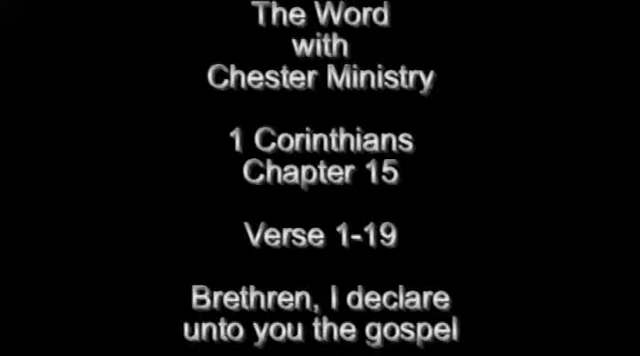 The Word
with
Chester Ministry
1 Corinthians
Chapter 15
Verse 1-19
Brethren, I declare
unto you the gospel